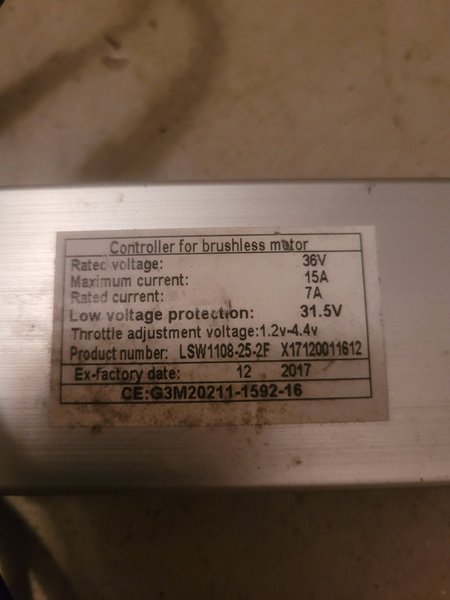 Controller for brushless motor
Rated voltage: 36V
Maximum current: 15A
Rated current: 7A
Low voltage protection: 31.5V
Throttle adjustment voltage:1.2v-4.4v
Product number: LSW1108-25-2F X17120011612
Ex-factory date: 12 2017
CE:G3M20211-1592-16